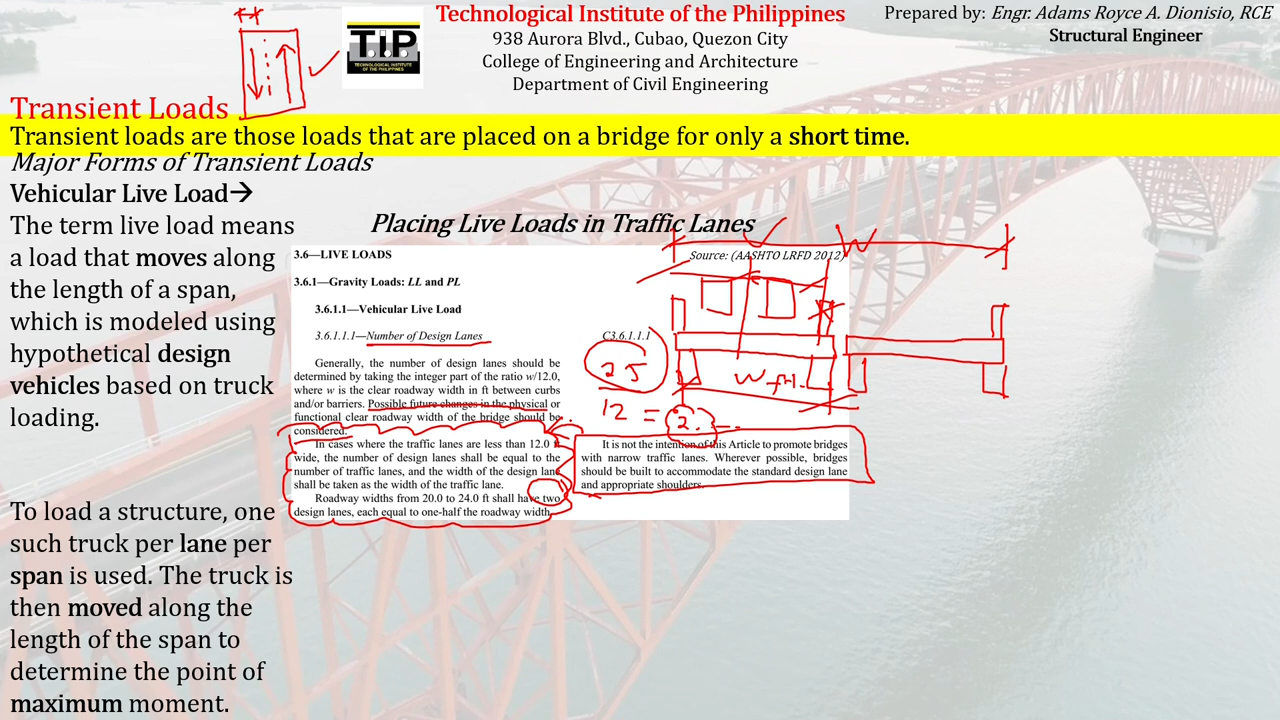 Technological Institute of the Philippines
938 Aurora Blvd., Cubao, Quezon City
College of Engineering and Architecture
Department of Civil Engineering
Prepared by: Engr. Adams Royce A. Dionisio, RCE
Structural Engineer
TiP
TECHNOLOGICAL INSTITUTE
OF THE PHILIPPINES
Transient Loads
Transient loads are those loads that are placed on a bridge for only a short time.
Major Forms of Transient Loads
Vehicular Live Load→
The term live load means
a load that moves along
the length of a span,
which is modeled using
hypothetical design
vehicles based on truck
loading.
To load a structure, one
such truck per lane per
span is used. The truck is
then moved along the
length of the span to
determine the point of
maximum moment.
Placing Live Loads in Traffic Lanes
3.6—LIVE LOADS
Source: (AASHTO LRFD 2012)
3.6.1—Gravity Loads: LL and PL
3.6.1.1—Vehicular Live Load
3.6.1.1.1—Number of Design Lanes
Generally, the number of design lanes should be
determined by taking the integer part of the ratio w/12.0,
where w is the clear roadway width in ft between curbs
and/or barriers. Possible future changes in the physical or
functional clear roadway width of the bridge should be
considered.
In cases where the traffic lanes are less than 12.0 ft
wide, the number of design lanes shall be equal to the
number of traffic lanes, and the width of the design lane
shall be taken as the width of the traffic lane.
Roadway widths from 20.0 to 24.0 ft shall have two
design lanes, each equal to one-half the roadway width.
C3.6.1.1.1
It is not the intention of this Article to promote bridges
with narrow traffic lanes. Wherever possible, bridges
should be built to accommodate the standard design lane
and appropriate shoulders.
W
25
12 = 2.
W ft.